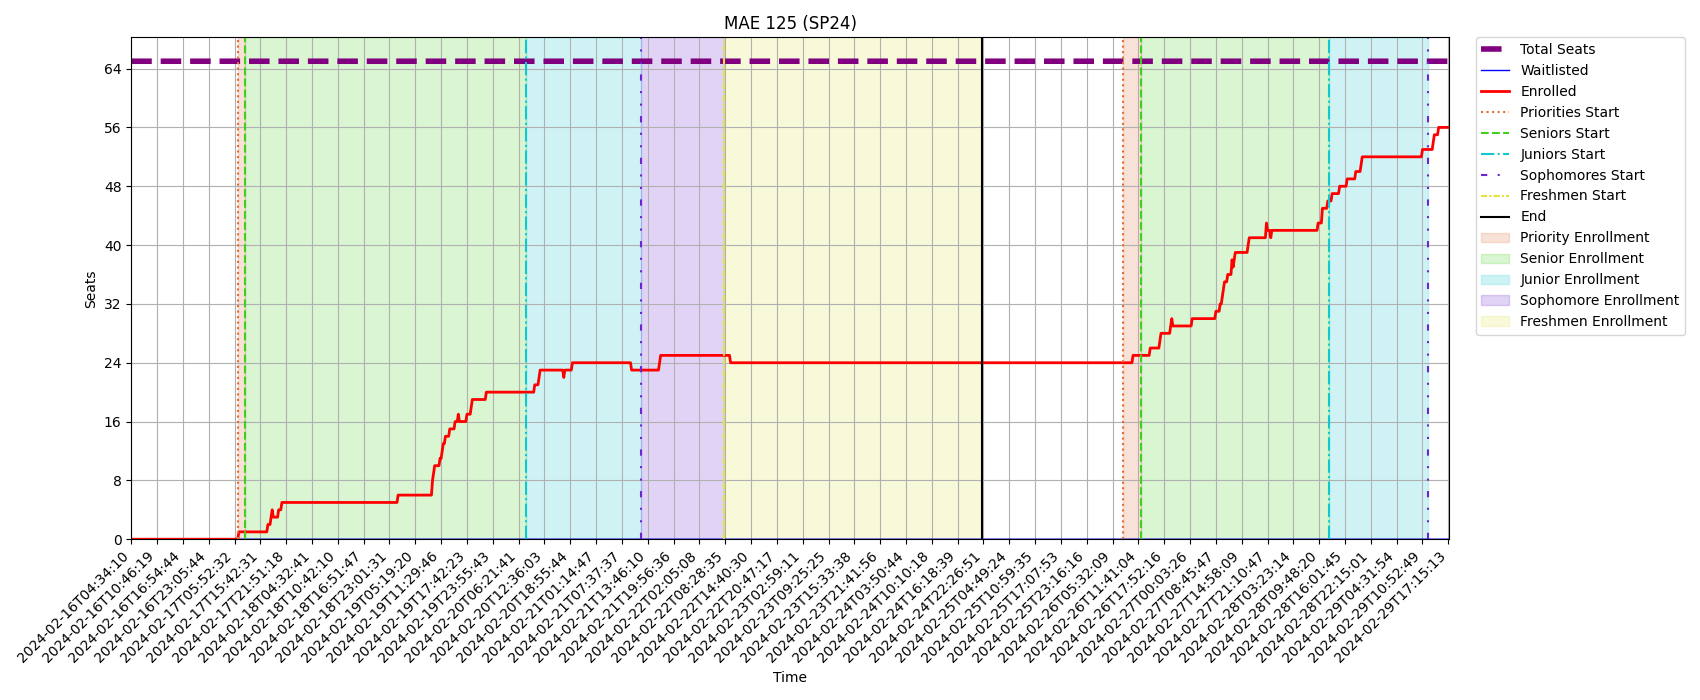 MAE 125 (SP24)
Seats
64
56
48
40
32
24
16
8
0
2024-02-16T04:34:10
2024-02-16T10:46:19
2024-02-16T16:54:44
2024-02-16T23:05:44
2024-02-17T05:52:32
2024-02-17T15:42:31
2024-02-17T21:51:18
2024-02-18T04:32:41
2024-02-18T10:42:10
2024-02-18T16:51:47
2024-02-18T23:01:31
2024-02-19T05:19:20
2024-02-19T11:29:46
2024-02-19T17:42:23
2024-02-19T23:55:43
2024-02-20T06:21:41
2024-02-20T12:36:03
2024-02-20T18:55:44
2024-02-21T01:14:47
2024-02-21T07:37:37
2024-02-21T13:46:10
2024-02-21T19:56:36
2024-02-22T02:05:08
2024-02-22T08:28:35
2024-02-22T14:40:30
2024-02-22T20:47:17
2024-02-23T02:59:11
2024-02-23T09:25:25
2024-02-23T15:33:38
2024-02-23T21:41:56
2024-02-24T03:50:44
2024-02-24T10:10:18
2024-02-24T16:18:39
2024-02-24T22:26:51
2024-02-25T04:49:24
2024-02-25T10:59:35
2024-02-25T17:07:53
2024-02-25T23:16:16
2024-02-26T05:32:09
2024-02-26T11:41:04
2024-02-26T17:52:16
2024-02-27T00:03:26
2024-02-27T08:45:47
2024-02-27T14:58:09
2024-02-27T21:10:47
2024-02-28T03:23:14
2024-02-28T09:48:20
2024-02-28T16:01:45
2024-02-28T22:15:01
2024-02-29T04:31:54
2024-02-29T10:52:49
2024-02-29T17:15:13
Time
Total Seats
Waitlisted
Enrolled
Priorities Start
Seniors Start
Juniors Start
Sophomores Start
Freshmen Start
End
Priority Enrollment
Senior Enrollment
Junior Enrollment
Sophomore Enrollment
Freshmen Enrollment